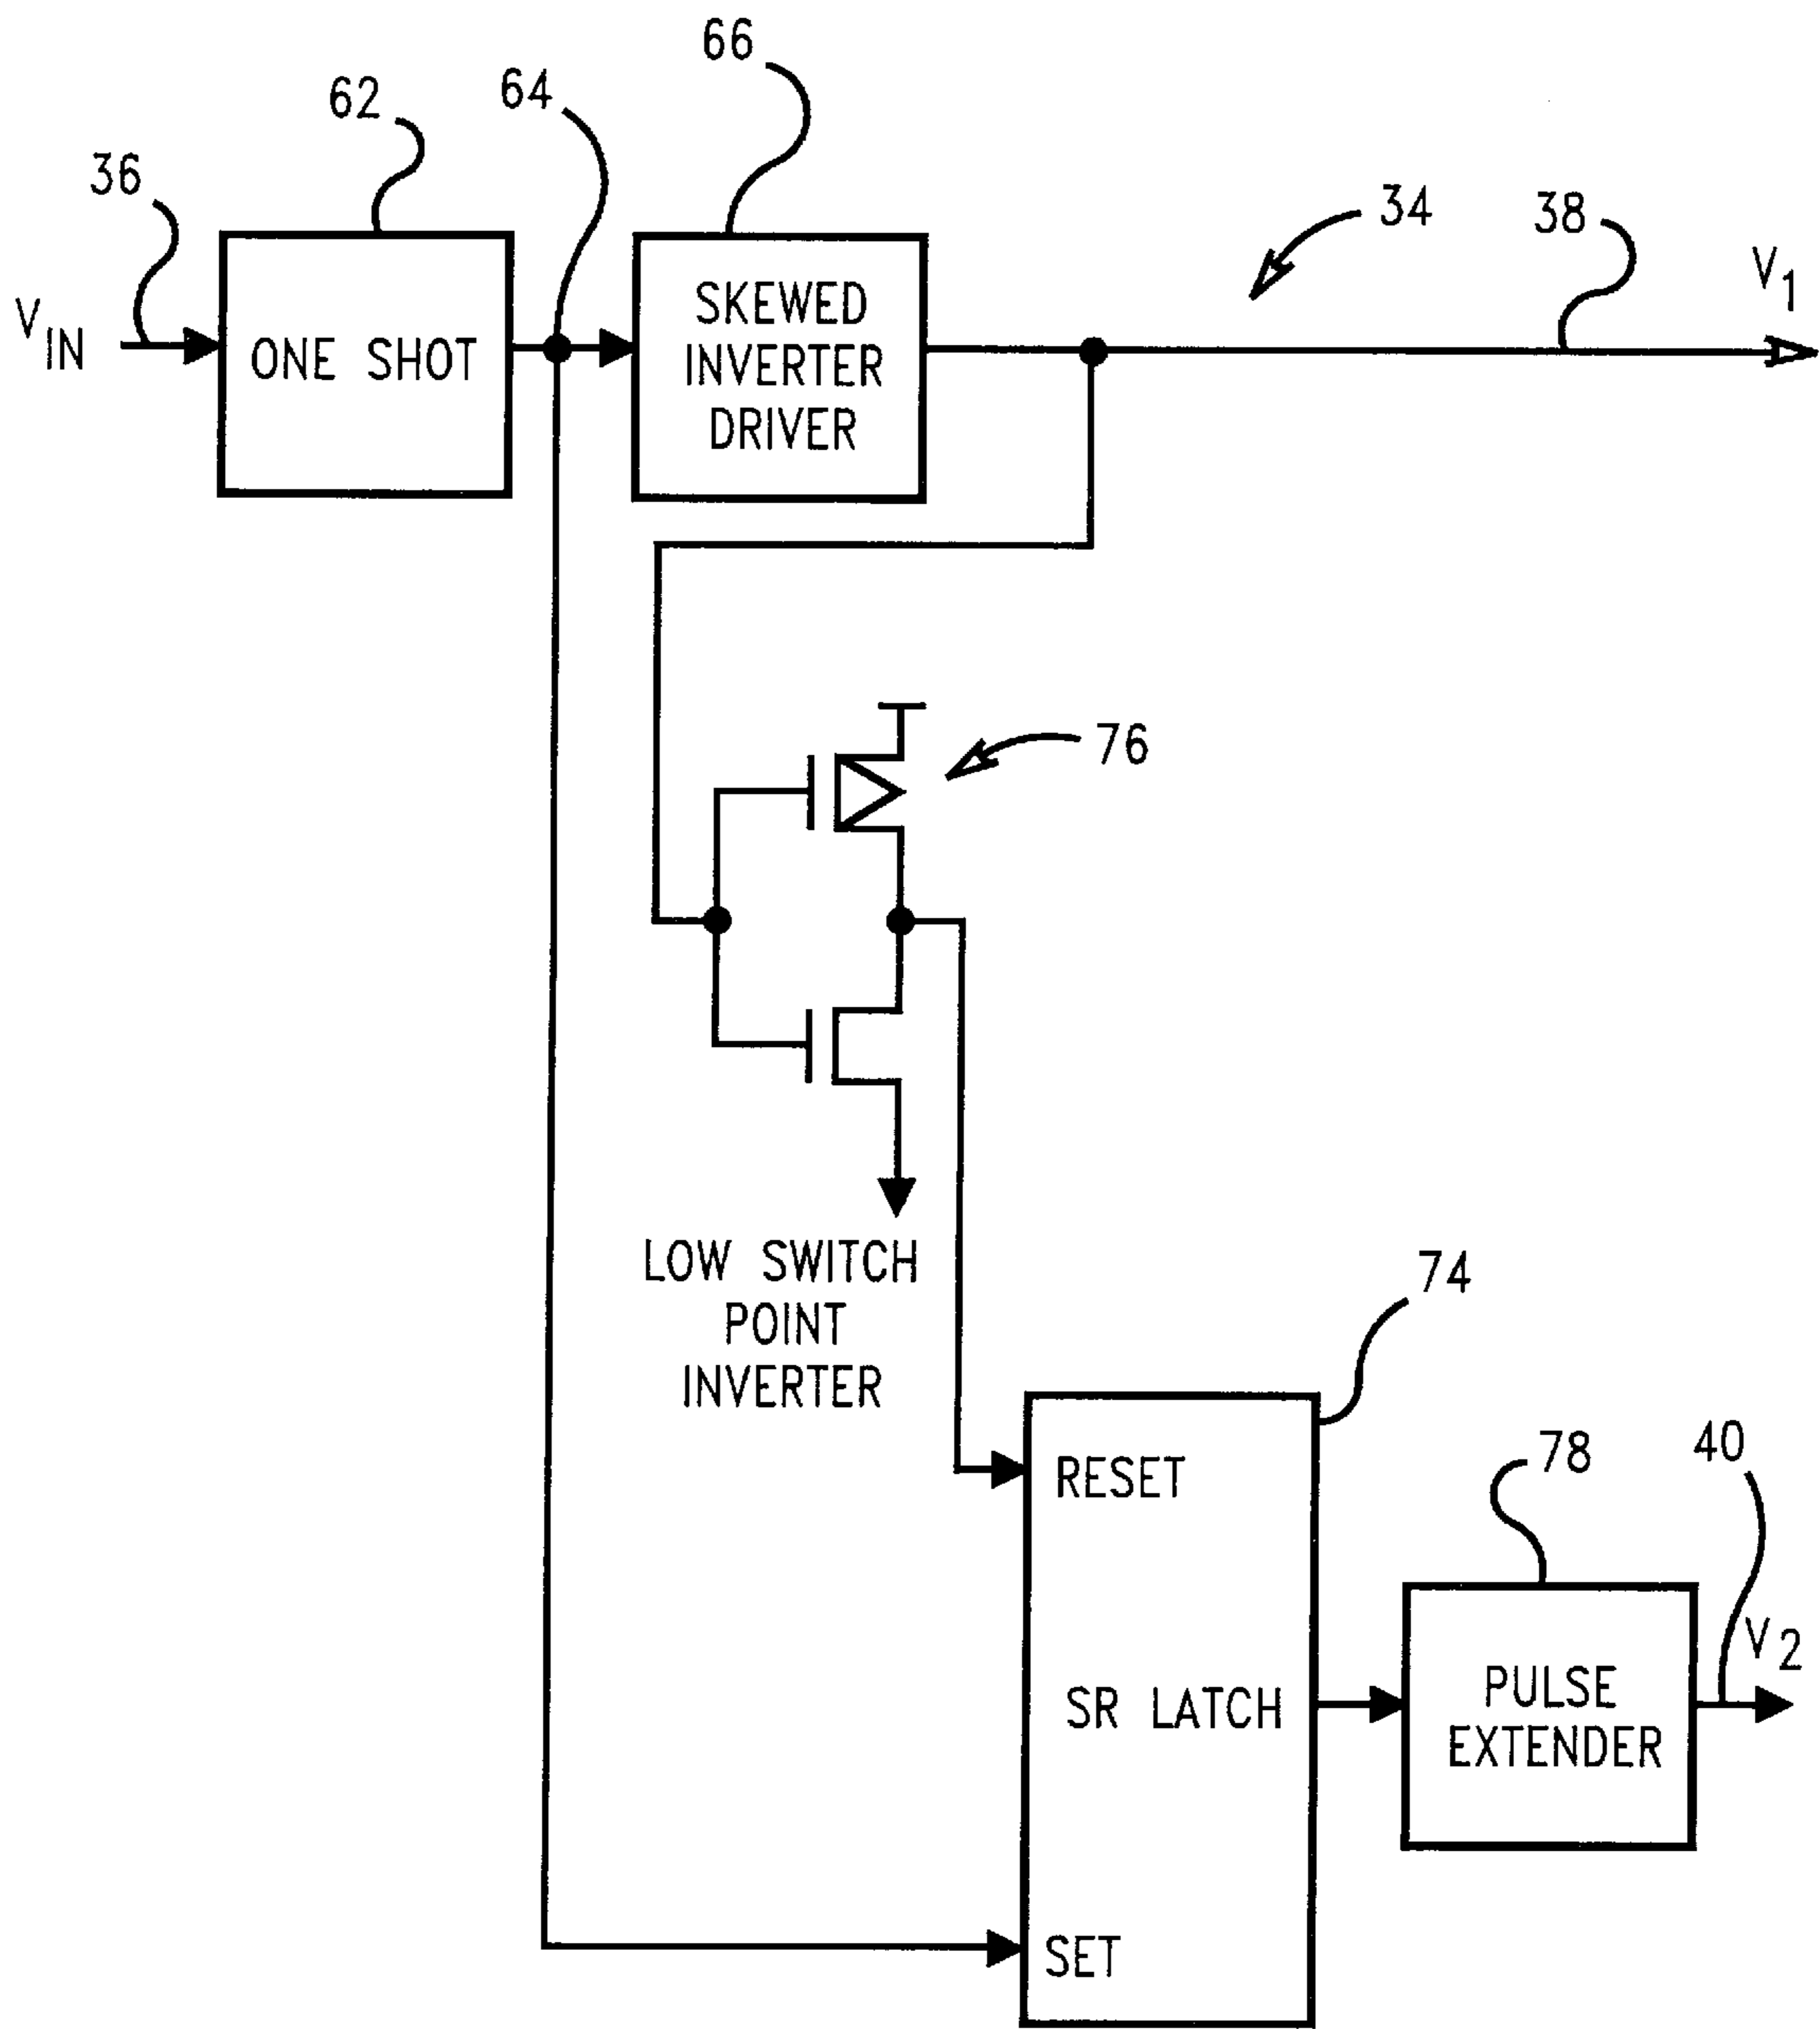 66
64
62
36
34
38
V1
VIN
ONE SHOT
SKEWED
INVERTER
DRIVER
76
LOW SWITCH
POINT
INVERTER
74
RESET
78
40
V2
SR LATCH
PULSE
EXTENDER
SET